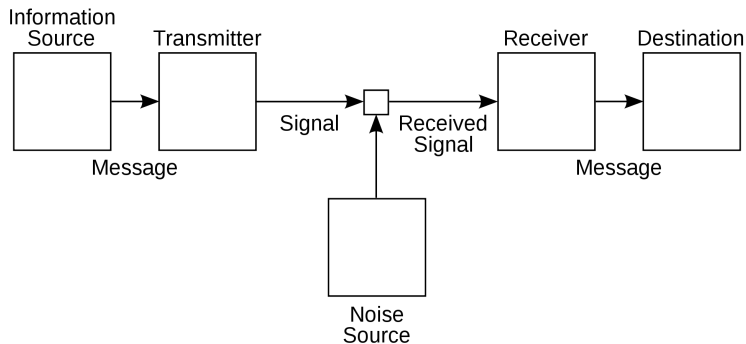 Information
Source
Transmitter
Receiver
Destination
Signal
Received
Signal
Message
Message
Noise
Source